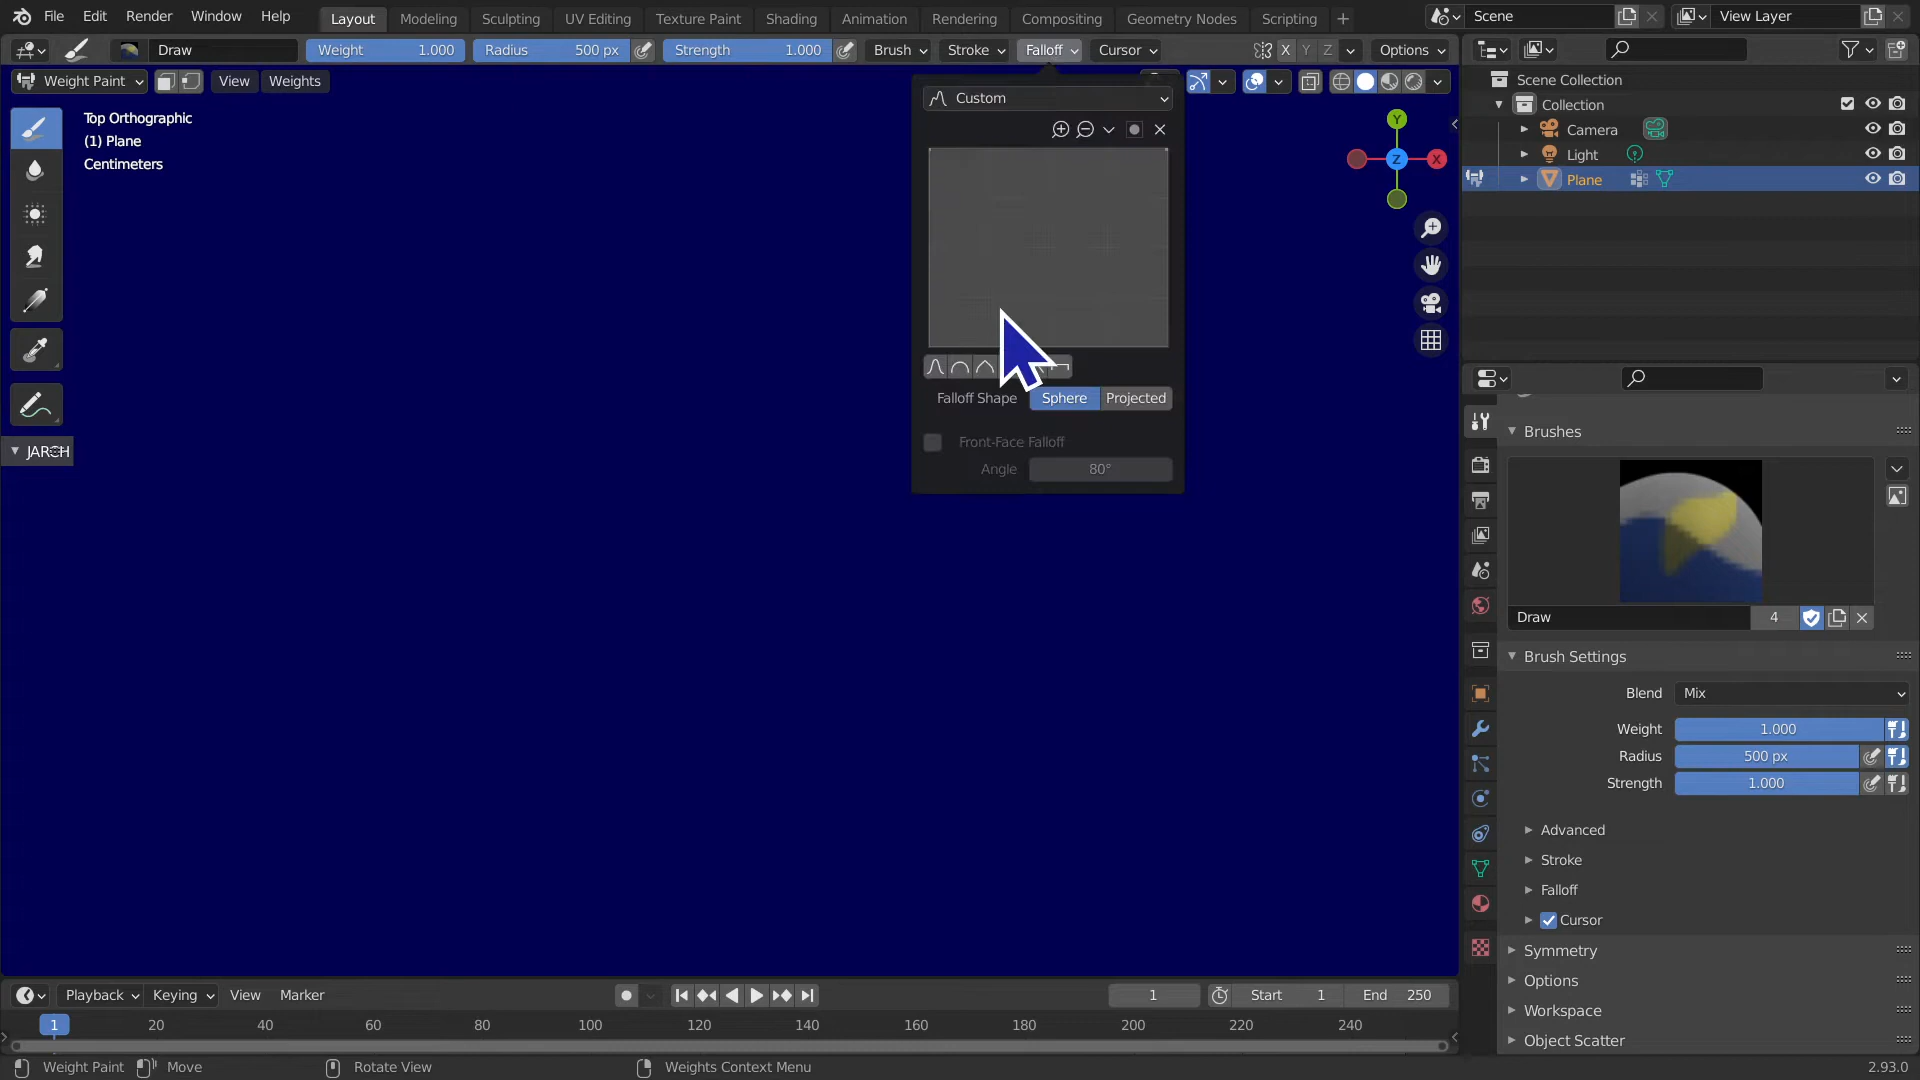 File Edit Render Window Help Layout Modeling Sculpting UV Editing Texture Paint Shading Animation Rendering Compositing Geometry Nodes Scripting + Scene View Layer
Draw Weight 1.000 Radius 500 px Strength 1.000 Brush Stroke Falloff Cursor X Y Z Options
Weight Paint View Weights
Top Orthographic
(1) Plane
Centimeters
JARCH
Custom
Falloff Shape Sphere Projected
Front-Face Falloff
Angle 80°
Y
Z X
Scene Collection
Collection
Camera
Light
Plane
Brushes
Draw 4
Brush Settings
Blend Mix
Weight 1.000
Radius 500 px
Strength 1.000
Advanced
Stroke
Falloff
Cursor
Symmetry
Options
Workspace
Object Scatter
Playback Keying View Marker 1 Start 1 End 250
1 20 40 60 80 100 120 140 160 180 200 220 240
Weight Paint Move Rotate View Weights Context Menu 2.93.0